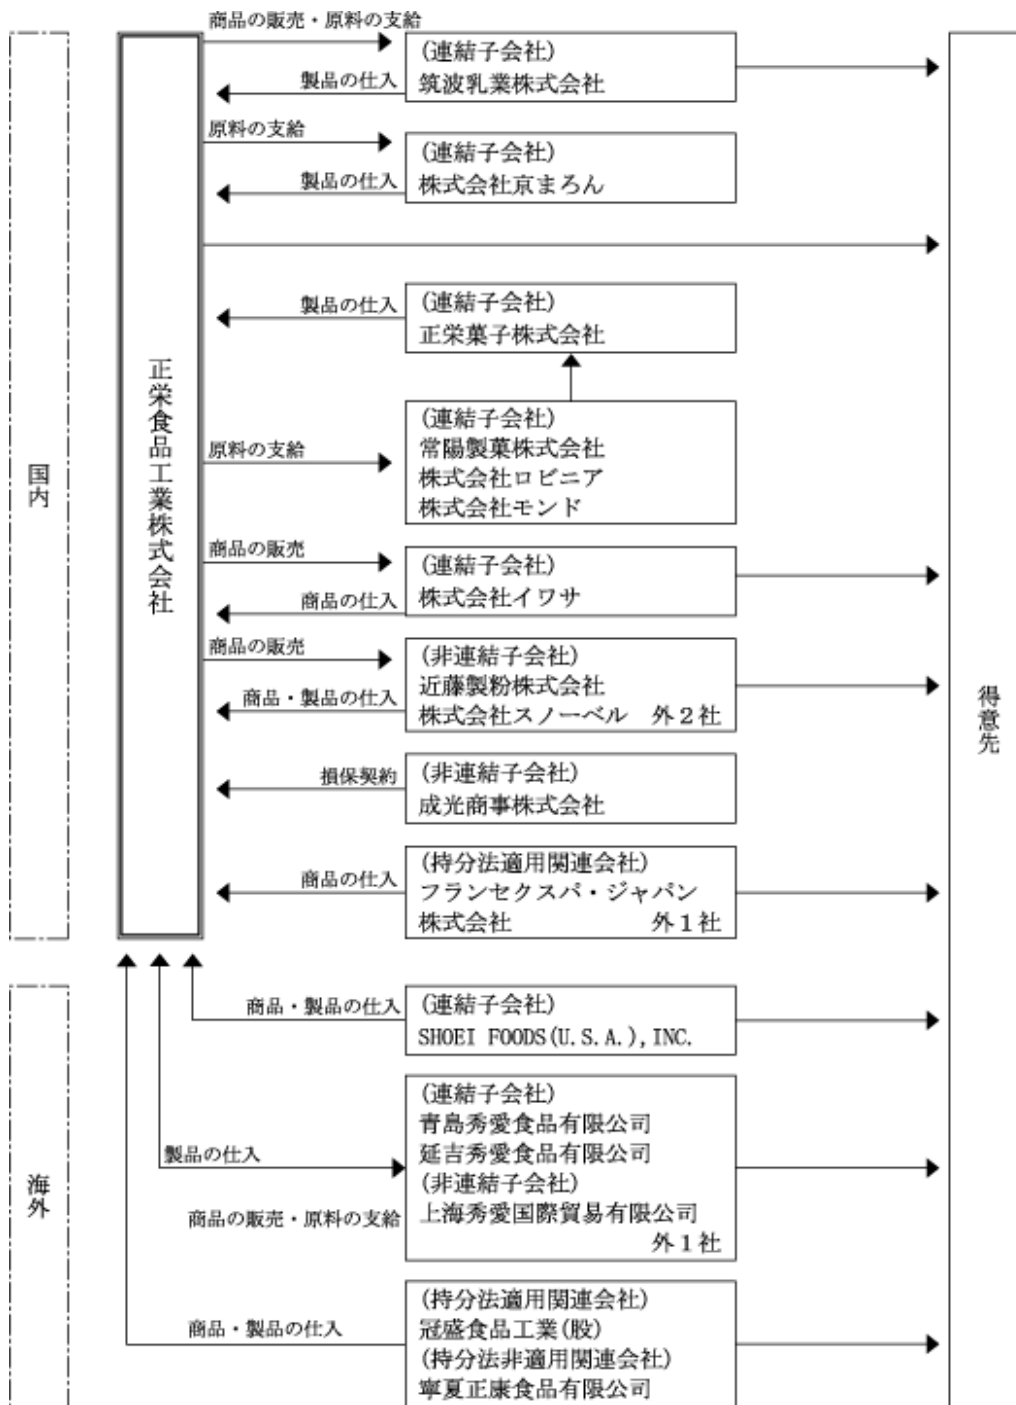 商品の販売・原料の支給
(連結子会社)
筑波乳業株式会社
製品の仕入
原料の支給
(連結子会社)
株式会社京まろん
製品の仕入
製品の仕入
(連結子会社)
正栄菓子株式会社
正栄食品工業株式会社
国内
原料の支給
(連結子会社)
常陽製菓株式会社
株式会社ロビニア
株式会社モンド
商品の販売
(連結子会社)
株式会社イワサ
商品の仕入
商品の販売
(非連結子会社)
近藤製粉株式会社
株式会社スノーベル 外2社
商品・製品の仕入
得意先
損保契約
(非連結子会社)
成光商事株式会社
商品の仕入
(持分法適用関連会社)
フランセクスパ・ジャパン
株式会社 外1社
商品・製品の仕入
(連結子会社)
SHOEI FOODS(U.S.A.),INC.
海外
製品の仕入
商品の販売・原料の支給
(連結子会社)
青島秀愛食品有限公司
延吉秀愛食品有限公司
(非連結子会社)
上海秀愛国際貿易有限公司
外1社
商品・製品の仕入
(持分法適用関連会社)
冠盛食品工業(股)
(持分法非適用関連会社)
寧夏正康食品有限公司